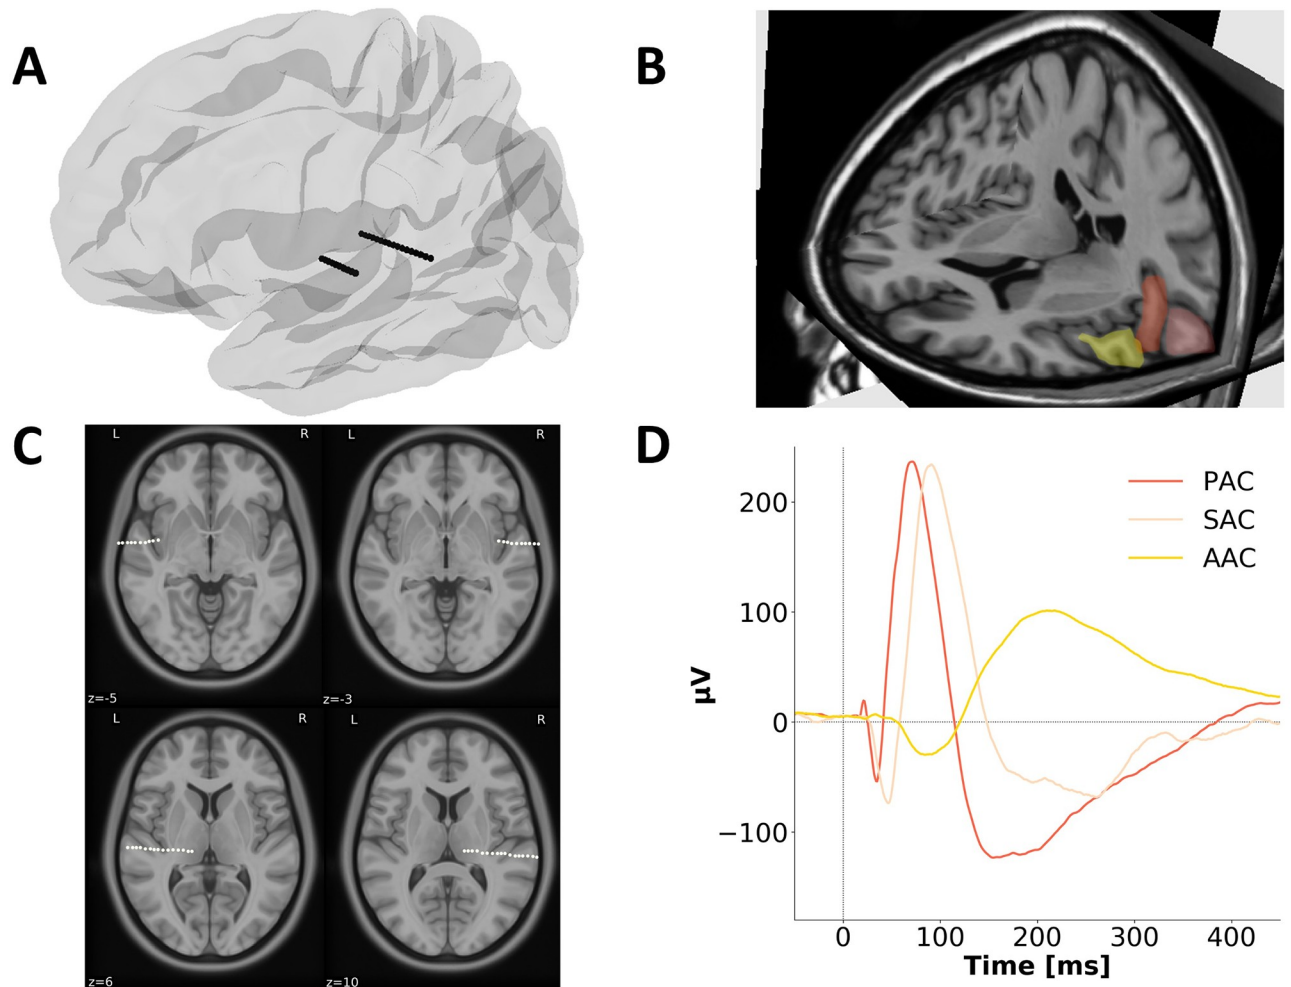 A
B
C
L R
L R
z=-5
z=-3
L R
L R
z=6
z=10
D
PAC
SAC
AAC
200
100
0
−100
μV
0 100 200 300 400
Time [ms]